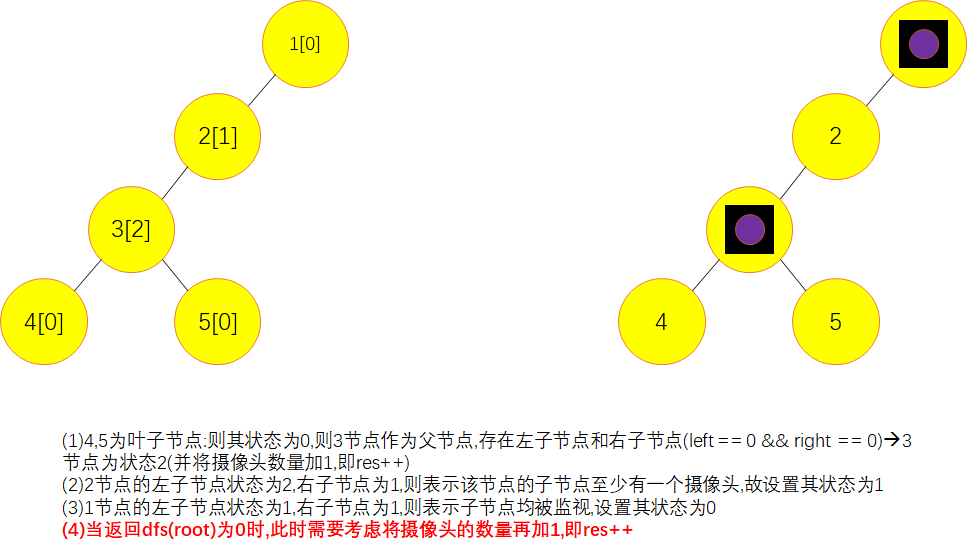 1[0]
2[1]
2
3[2]
4[0]
5[0]
4
5
(1)4,5为叶子节点:则其状态为0,则3节点作为父节点,存在左子节点和右子节点(left == 0 && right == 0)→3
节点为状态2(并将摄像头数量加1,即res++)
(2)2节点的左子节点状态为2,右子节点为1,则表示该节点的子节点至少有一个摄像头,故设置其状态为1
(3)1节点的左子节点状态为1,右子节点为1,则表示子节点均被监视,设置其状态为0
(4)当返回dfs(root)为0时,此时需要考虑将摄像头的数量再加1,即res++